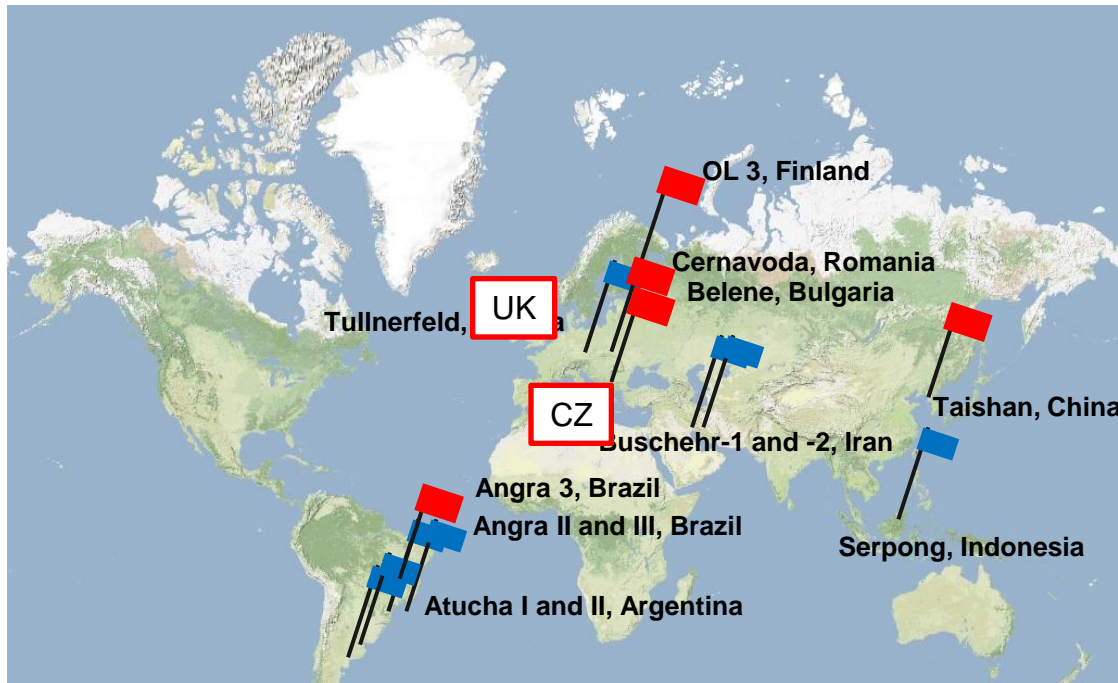 OL 3, Finland
Cernavoda, Romania
Belene, Bulgaria
UK
Tullnerfeld,
CZ
Taishan, China
Buschehr-1 and -2, Iran
Angra 3, Brazil
Angra II and III, Brazil
Serpong, Indonesia
Atucha I and II, Argentina